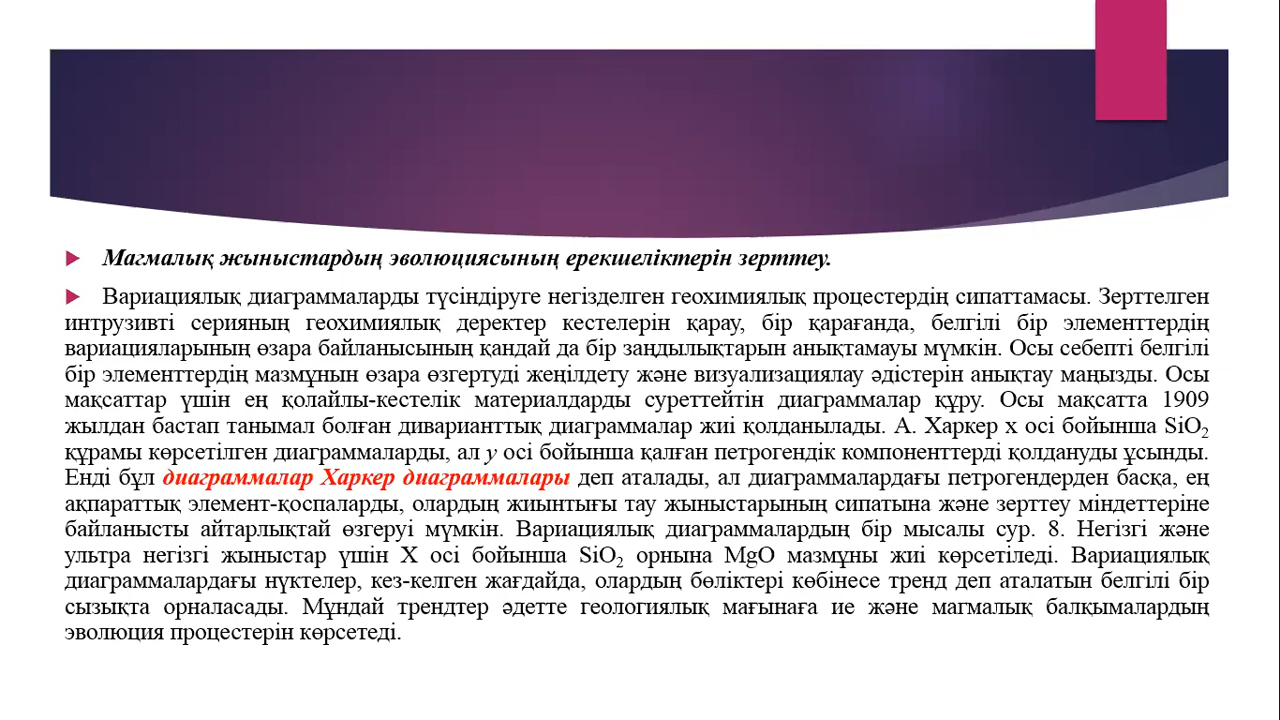 Магмалық жыныстардың эволюциясының ерекшеліктерін зерттеу.
Вариациялық диаграммаларды түсіндіруге негізделген геохимиялық процестердің сипаттамасы. Зерттелген
интрузивті серияның геохимиялық деректер кестелерін қарау, бір қарағанда, белгілі бір элементтердің
вариацияларының өзара байланысының қандай да бір заңдылықтарын анықтамауы мүмкін. Осы себепті белгілі
бір элементтердің мазмұнын өзара өзгертуді жеңілдету және визуализациялау әдістерін анықтау маңызды. Осы
мақсаттар үшін ең қолайлы-кестелік материалдарды суреттейтін диаграммалар құру. Осы мақсатта 1909
жылдан бастап танымал болған диварианттық диаграммалар жиі қолданылады. А. Харкер х осі бойынша SiO₂
құрамы көрсетілген диаграммаларды, ал у осі бойынша қалған петрогендік компоненттерді қолдануды ұсынды.
Енді бұл диаграммалар Харкер диаграммалары деп аталады, ал диаграммалардағы петрогендерден басқа, ең
ақпараттық элемент-қоспаларды, олардың жиынтығы тау жыныстарының сипатына және зерттеу міндеттеріне
байланысты айтарлықтай өзгеруі мүмкін. Вариациялық диаграммалардың бір мысалы сур. 8. Негізгі және
ультра негізгі жыныстар үшін Х осі бойынша SiO₂ орнына MgO мазмұны жиі көрсетіледі. Вариациялық
диаграммалардағы нүктелер, кез-келген жағдайда, олардың бөліктері көбінесе тренд деп аталатын белгілі бір
сызықта орналасады. Мұндай трендтер әдетте геологиялық мағынаға ие және магмалық балқымалардың
эволюция процестерін көрсетеді.